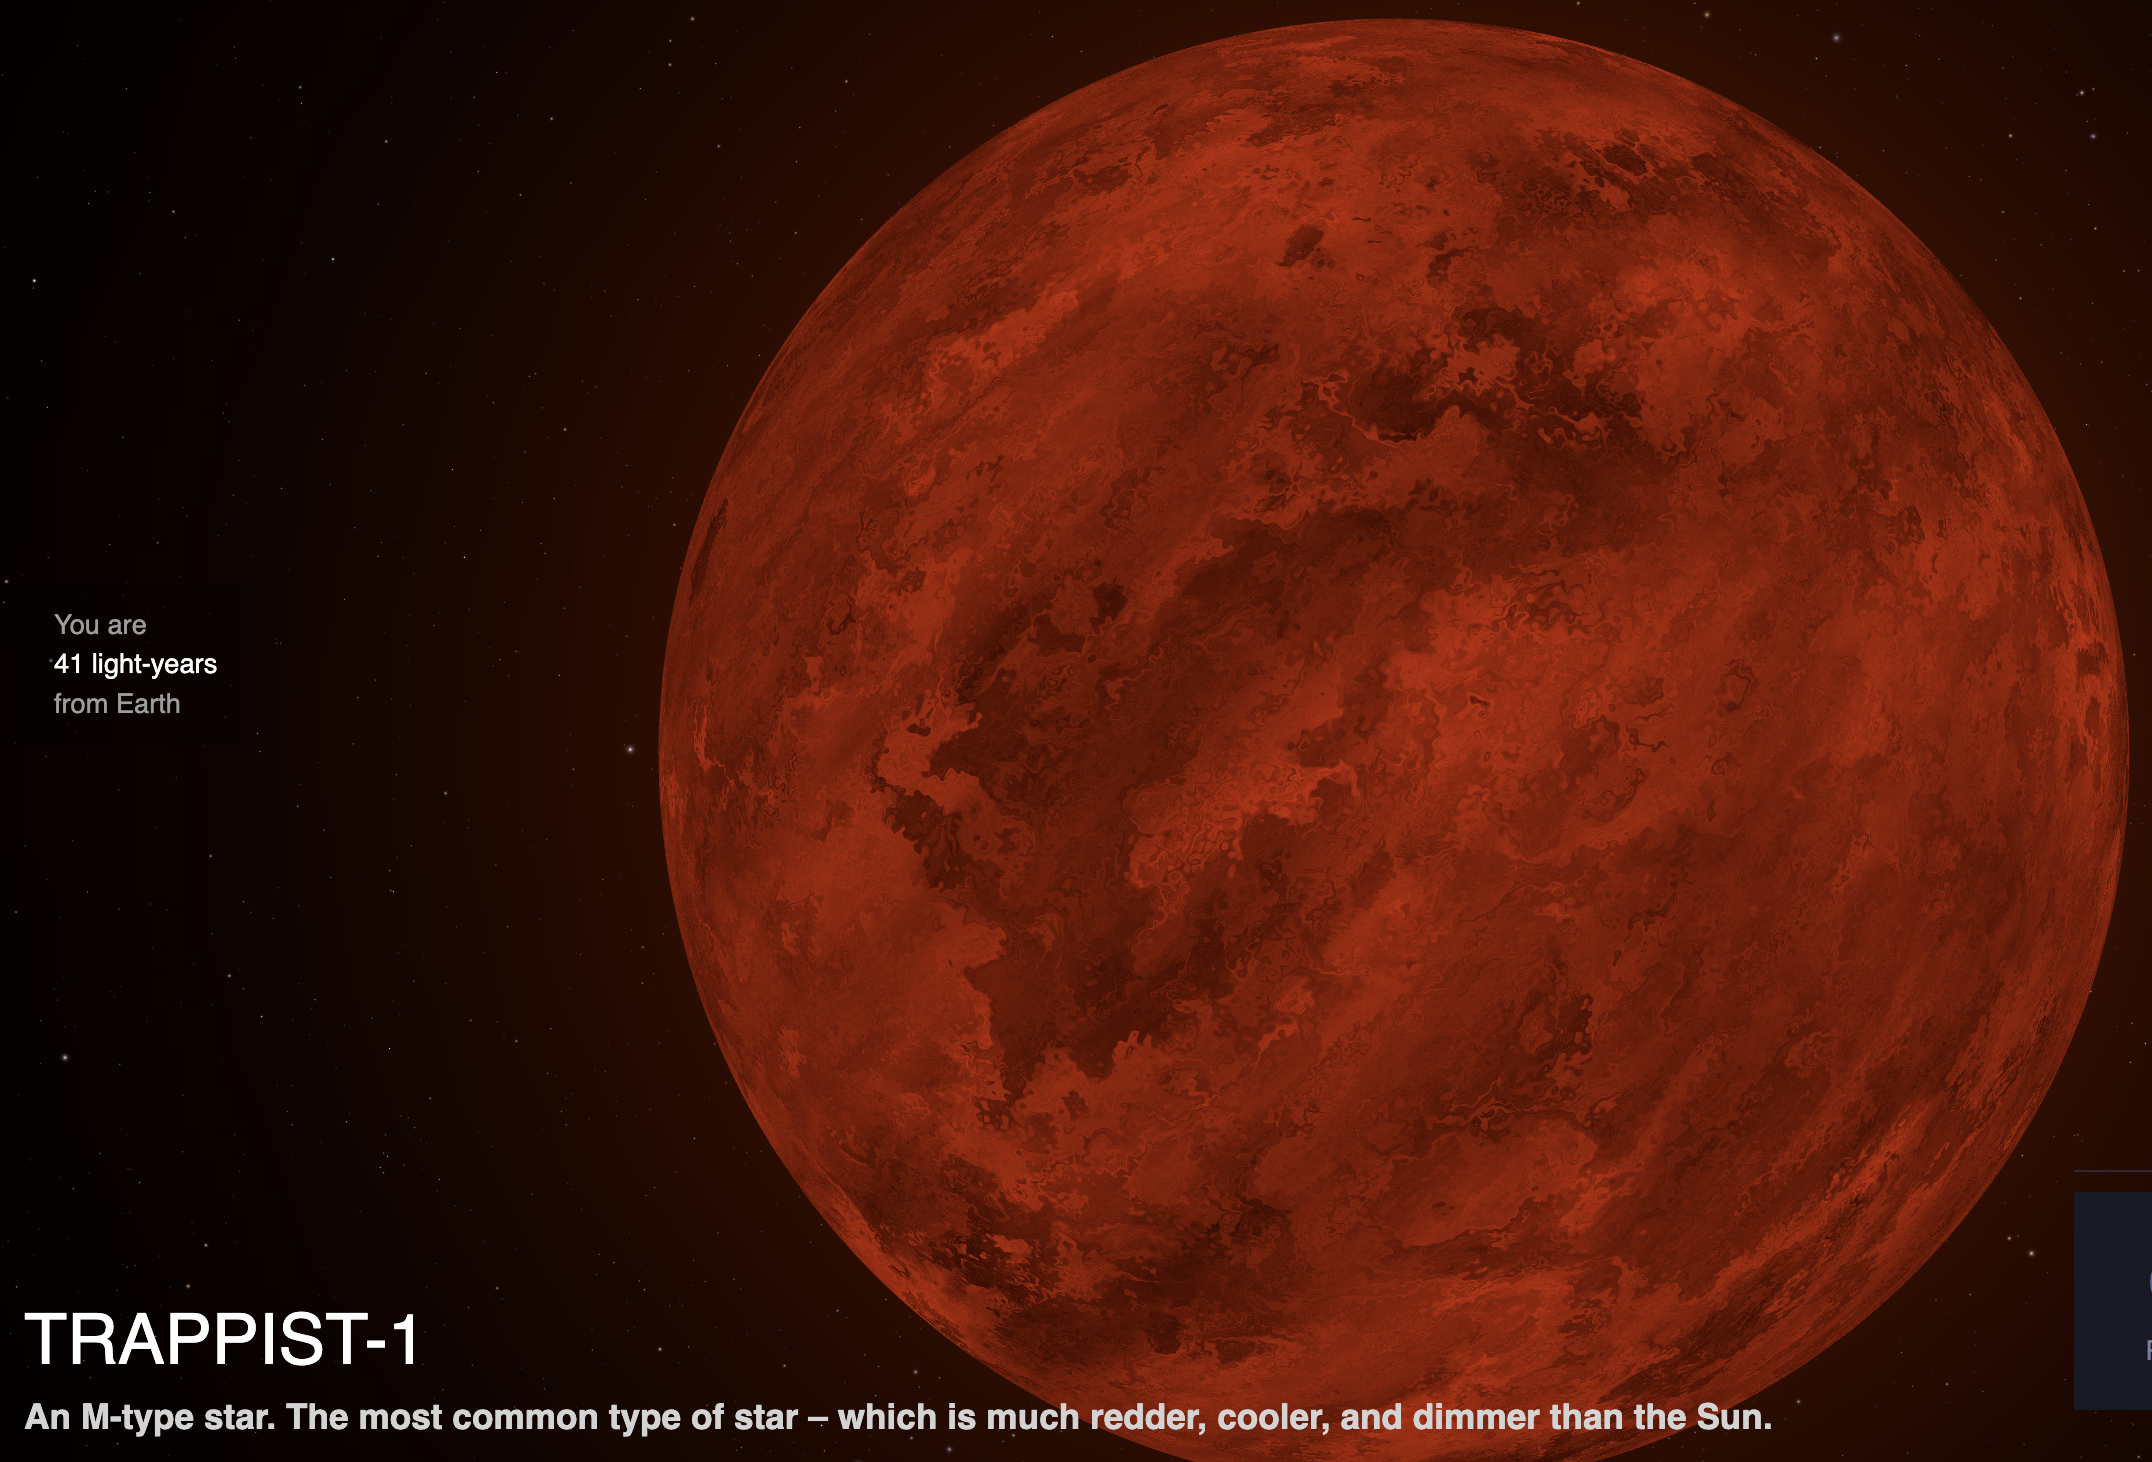 You are
41 light-years
from Earth
TRAPPIST-1
An M-type star. The most common type of star – which is much redder, cooler, and dimmer than the Sun.